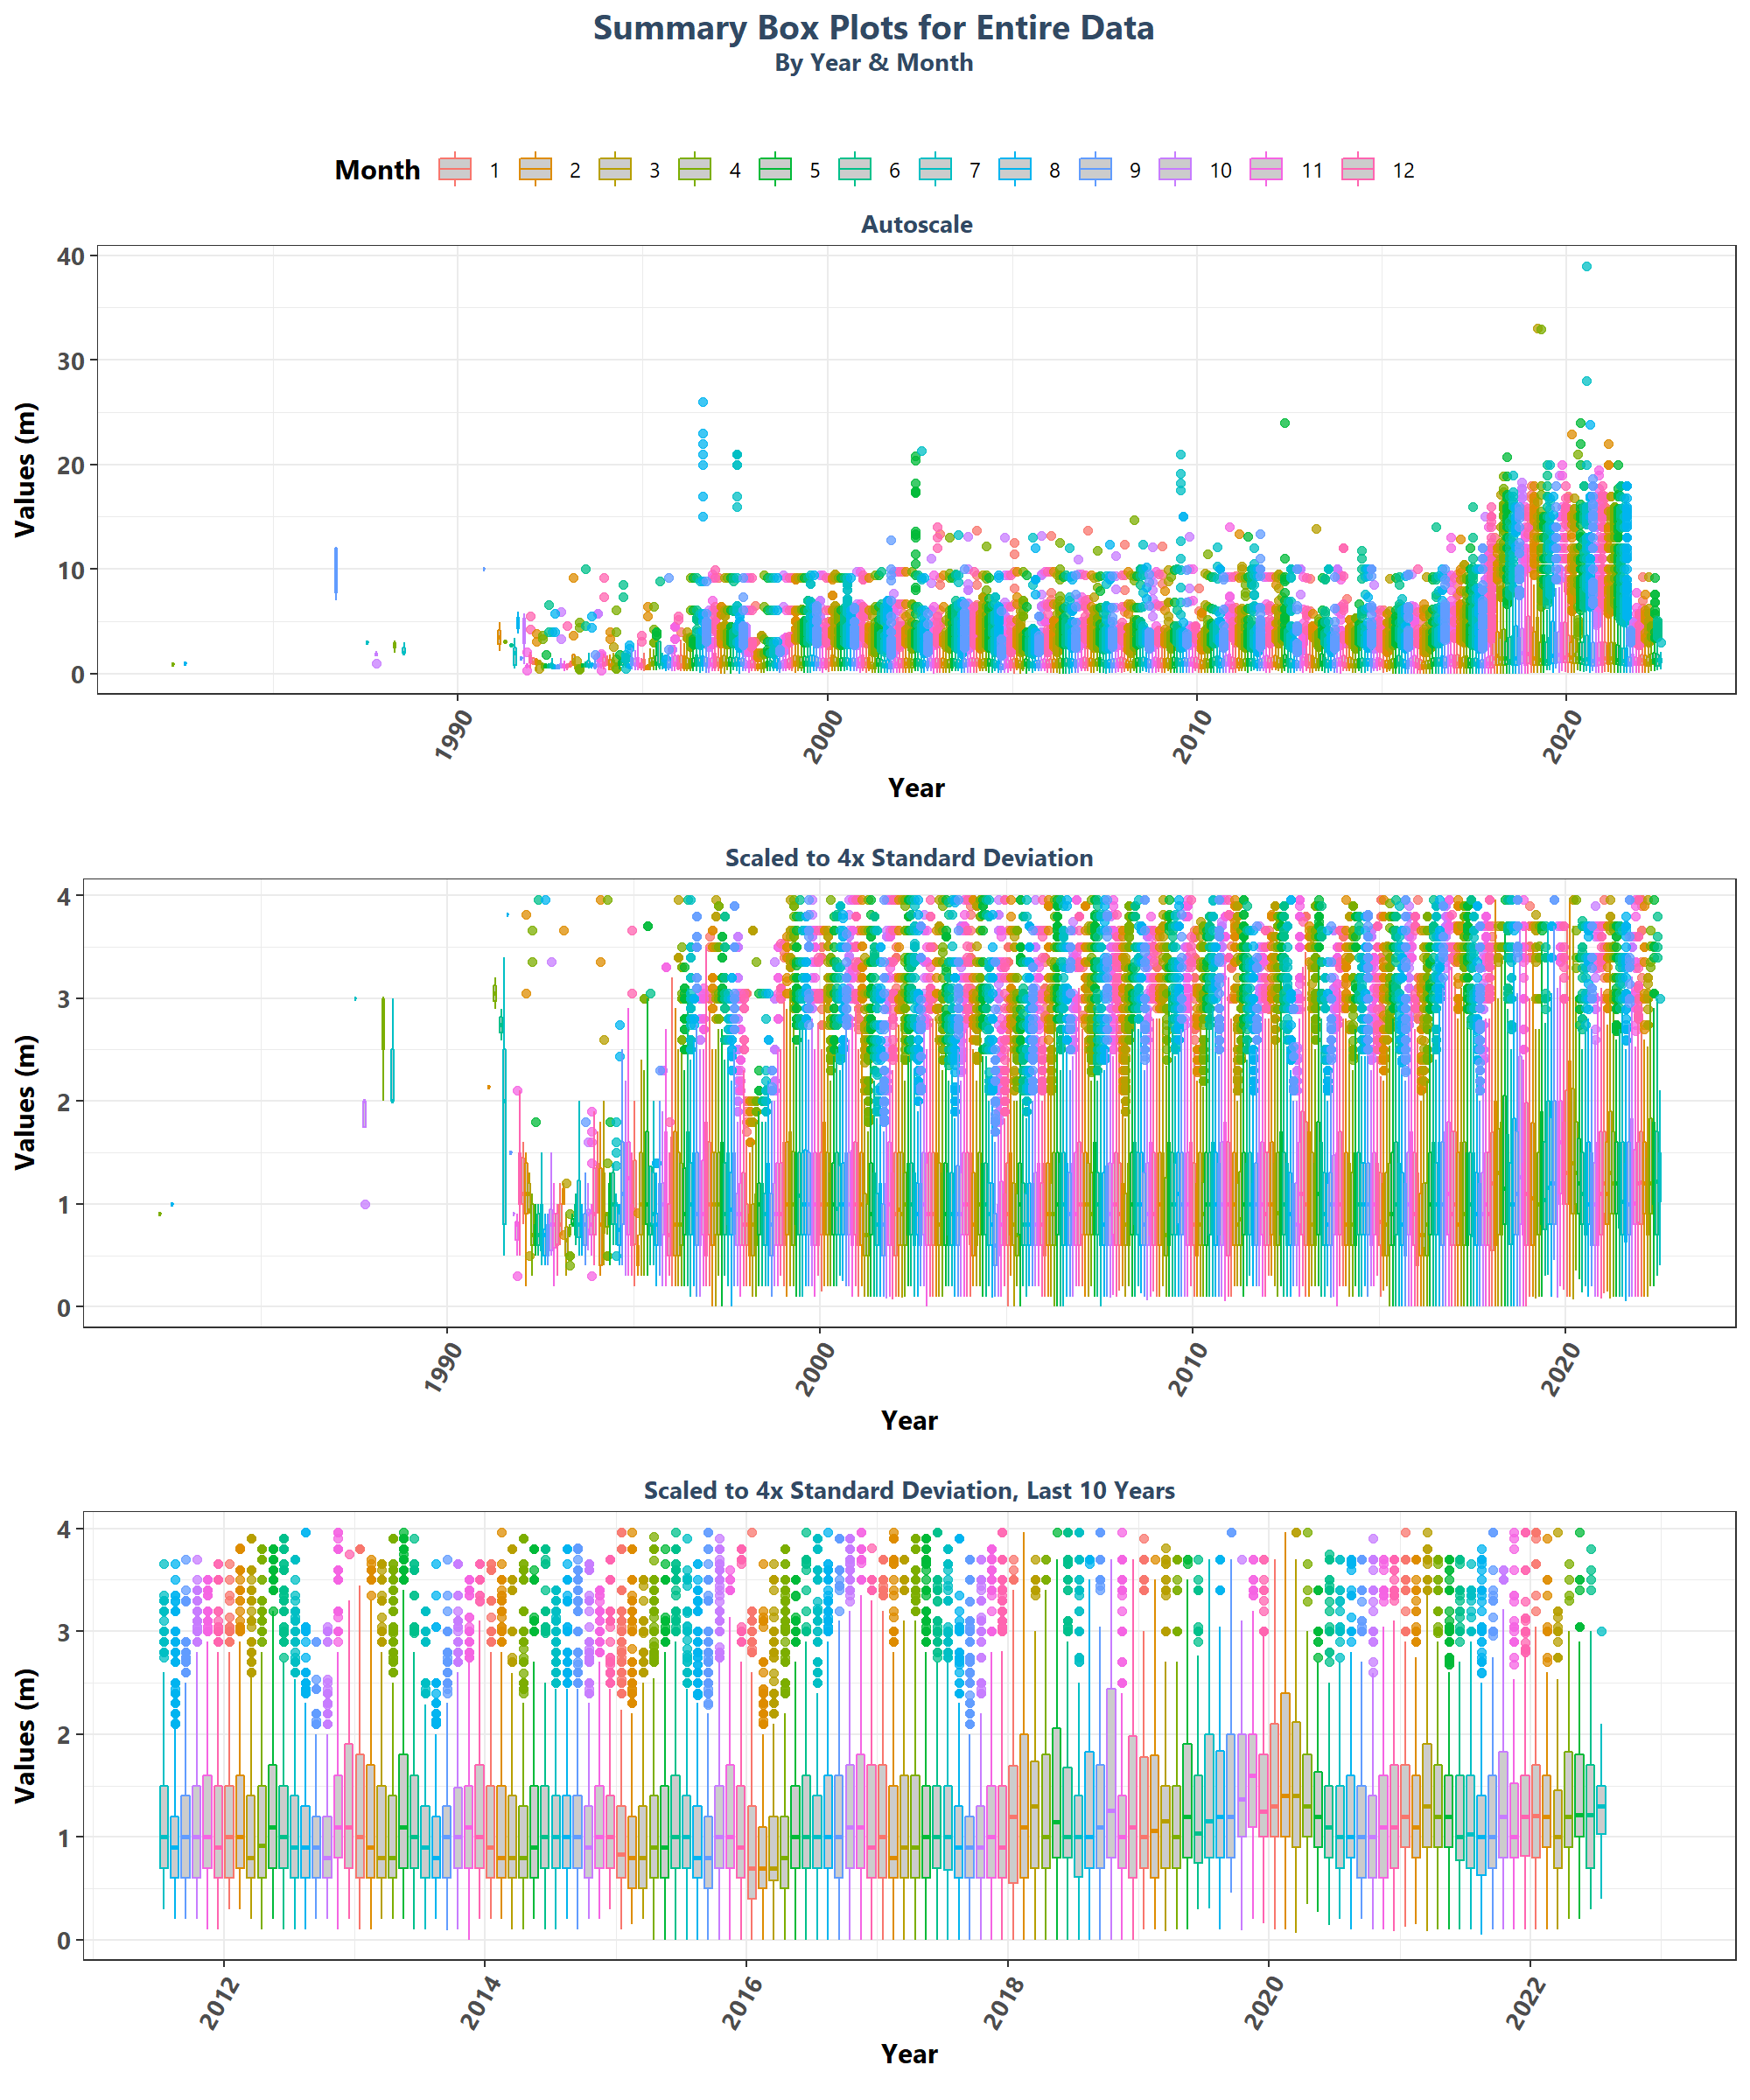 Summary Box Plots for Entire Data
By Year & Month
Month 1 2 3 4 5 6 7 8 9 10 11 12
Autoscale
Values (m)
40
30
20
10
0
1990 2000 2010 2020
Year
Scaled to 4x Standard Deviation
Values (m)
4
3
2
1
0
1990 2000 2010 2020
Year
Scaled to 4x Standard Deviation, Last 10 Years
Values (m)
4
3
2
1
0
2012 2014 2016 2018 2020 2022
Year